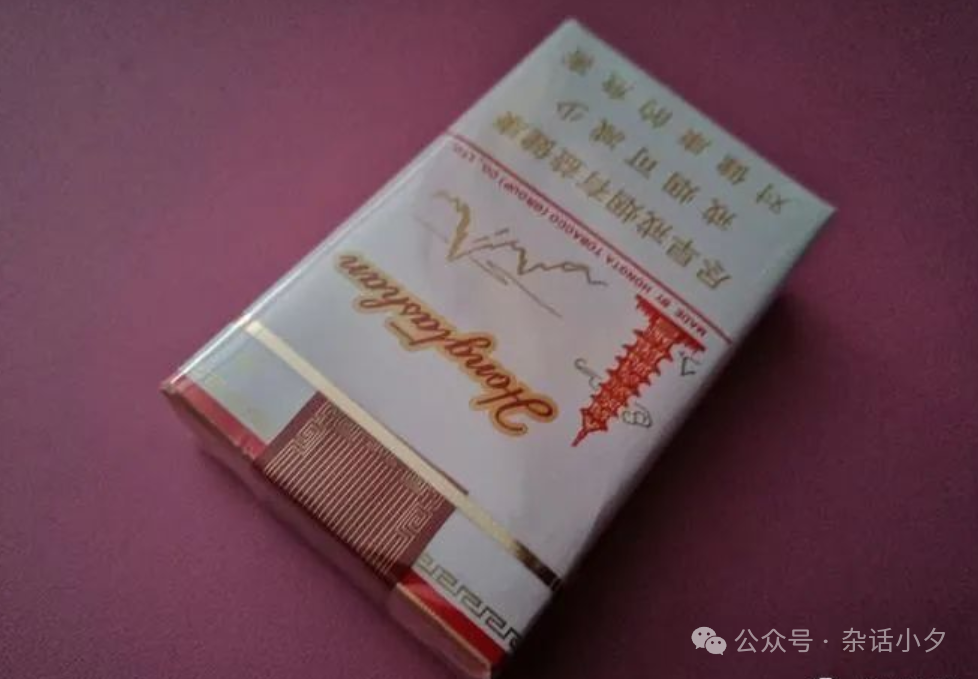 Hongtashan
MADE BY HONGTA TOBACCO (GROUP) CO., LTD.
尽早戒烟有益健康
戒烟可减少
对健康的危害
公众号 · 杂话小夕